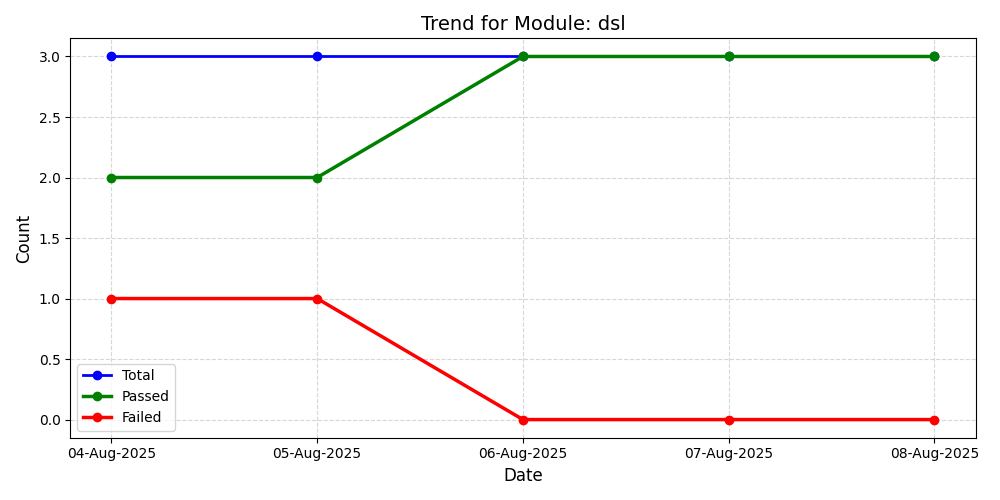 Trend for Module: dsl
Count
3.0
2.5
2.0
1.5
1.0
0.5
0.0
Total
Passed
Failed
04-Aug-2025
05-Aug-2025
06-Aug-2025
07-Aug-2025
08-Aug-2025
Date